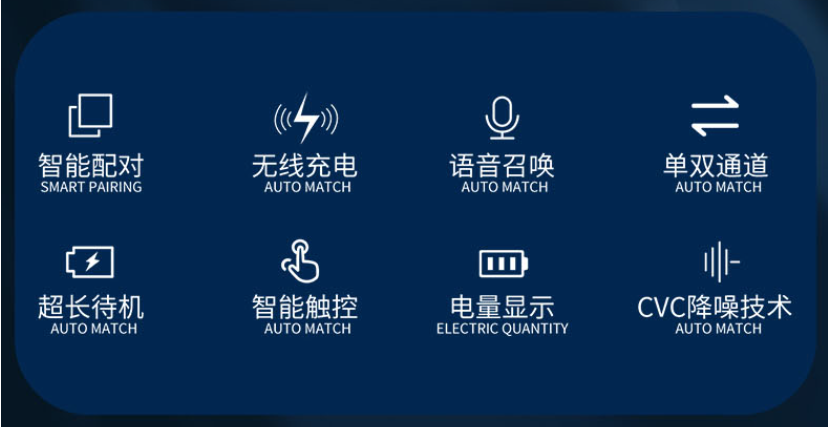 智能配对
SMART PAIRING
无线充电
AUTO MATCH
语音召唤
AUTO MATCH
单双通道
AUTO MATCH
超长待机
AUTO MATCH
智能触控
AUTO MATCH
电量显示
ELECTRIC QUANTITY
CVC降噪技术
AUTO MATCH